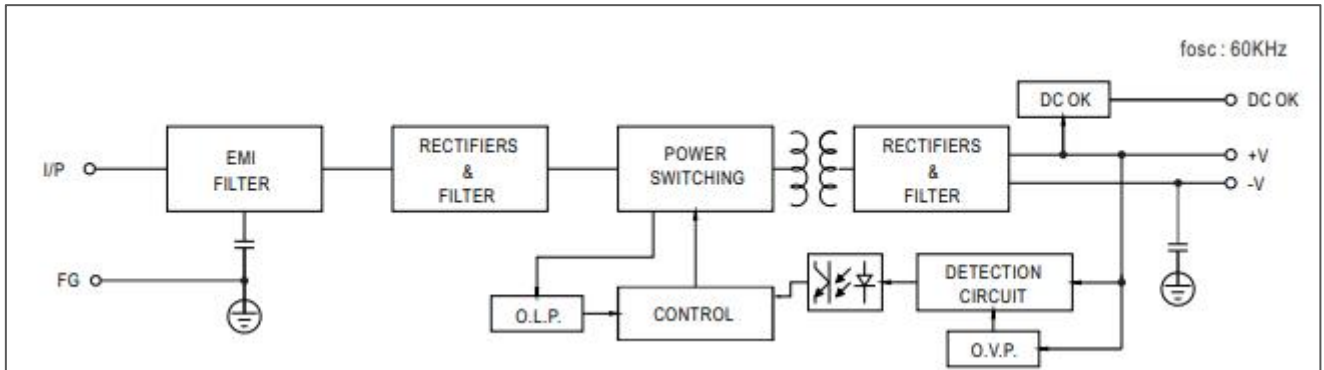 fosc : 60KHz
DC OK
DC OK
I/P
EMI
FILTER
RECTIFIERS
&
FILTER
POWER
SWITCHING
RECTIFIERS
&
FILTER
+V
-V
FG
O.L.P.
CONTROL
DETECTION
CIRCUIT
O.V.P.